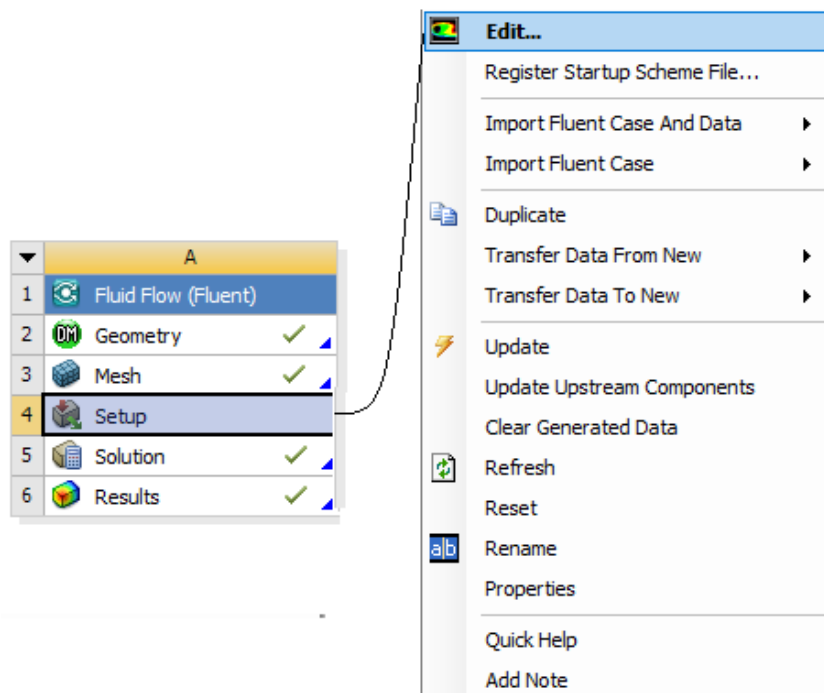 A
1 Fluid Flow (Fluent)
2 DM Geometry
3 Mesh
4 Setup
5 Solution
6 Results
Edit...
Register Startup Scheme File...
Import Fluent Case And Data
Import Fluent Case
Duplicate
Transfer Data From New
Transfer Data To New
Update
Update Upstream Components
Clear Generated Data
Refresh
Reset
a|b Rename
Properties
Quick Help
Add Note